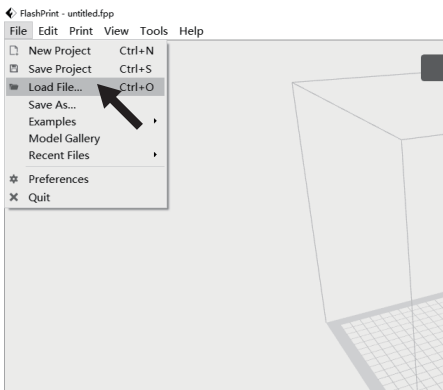 FlashPrint - untitled.fpp
File Edit Print View Tools Help
New Project Ctrl+N
Save Project Ctrl+S
Load File... Ctrl+O
Save As...
Examples
Model Gallery
Recent Files
Preferences
Quit